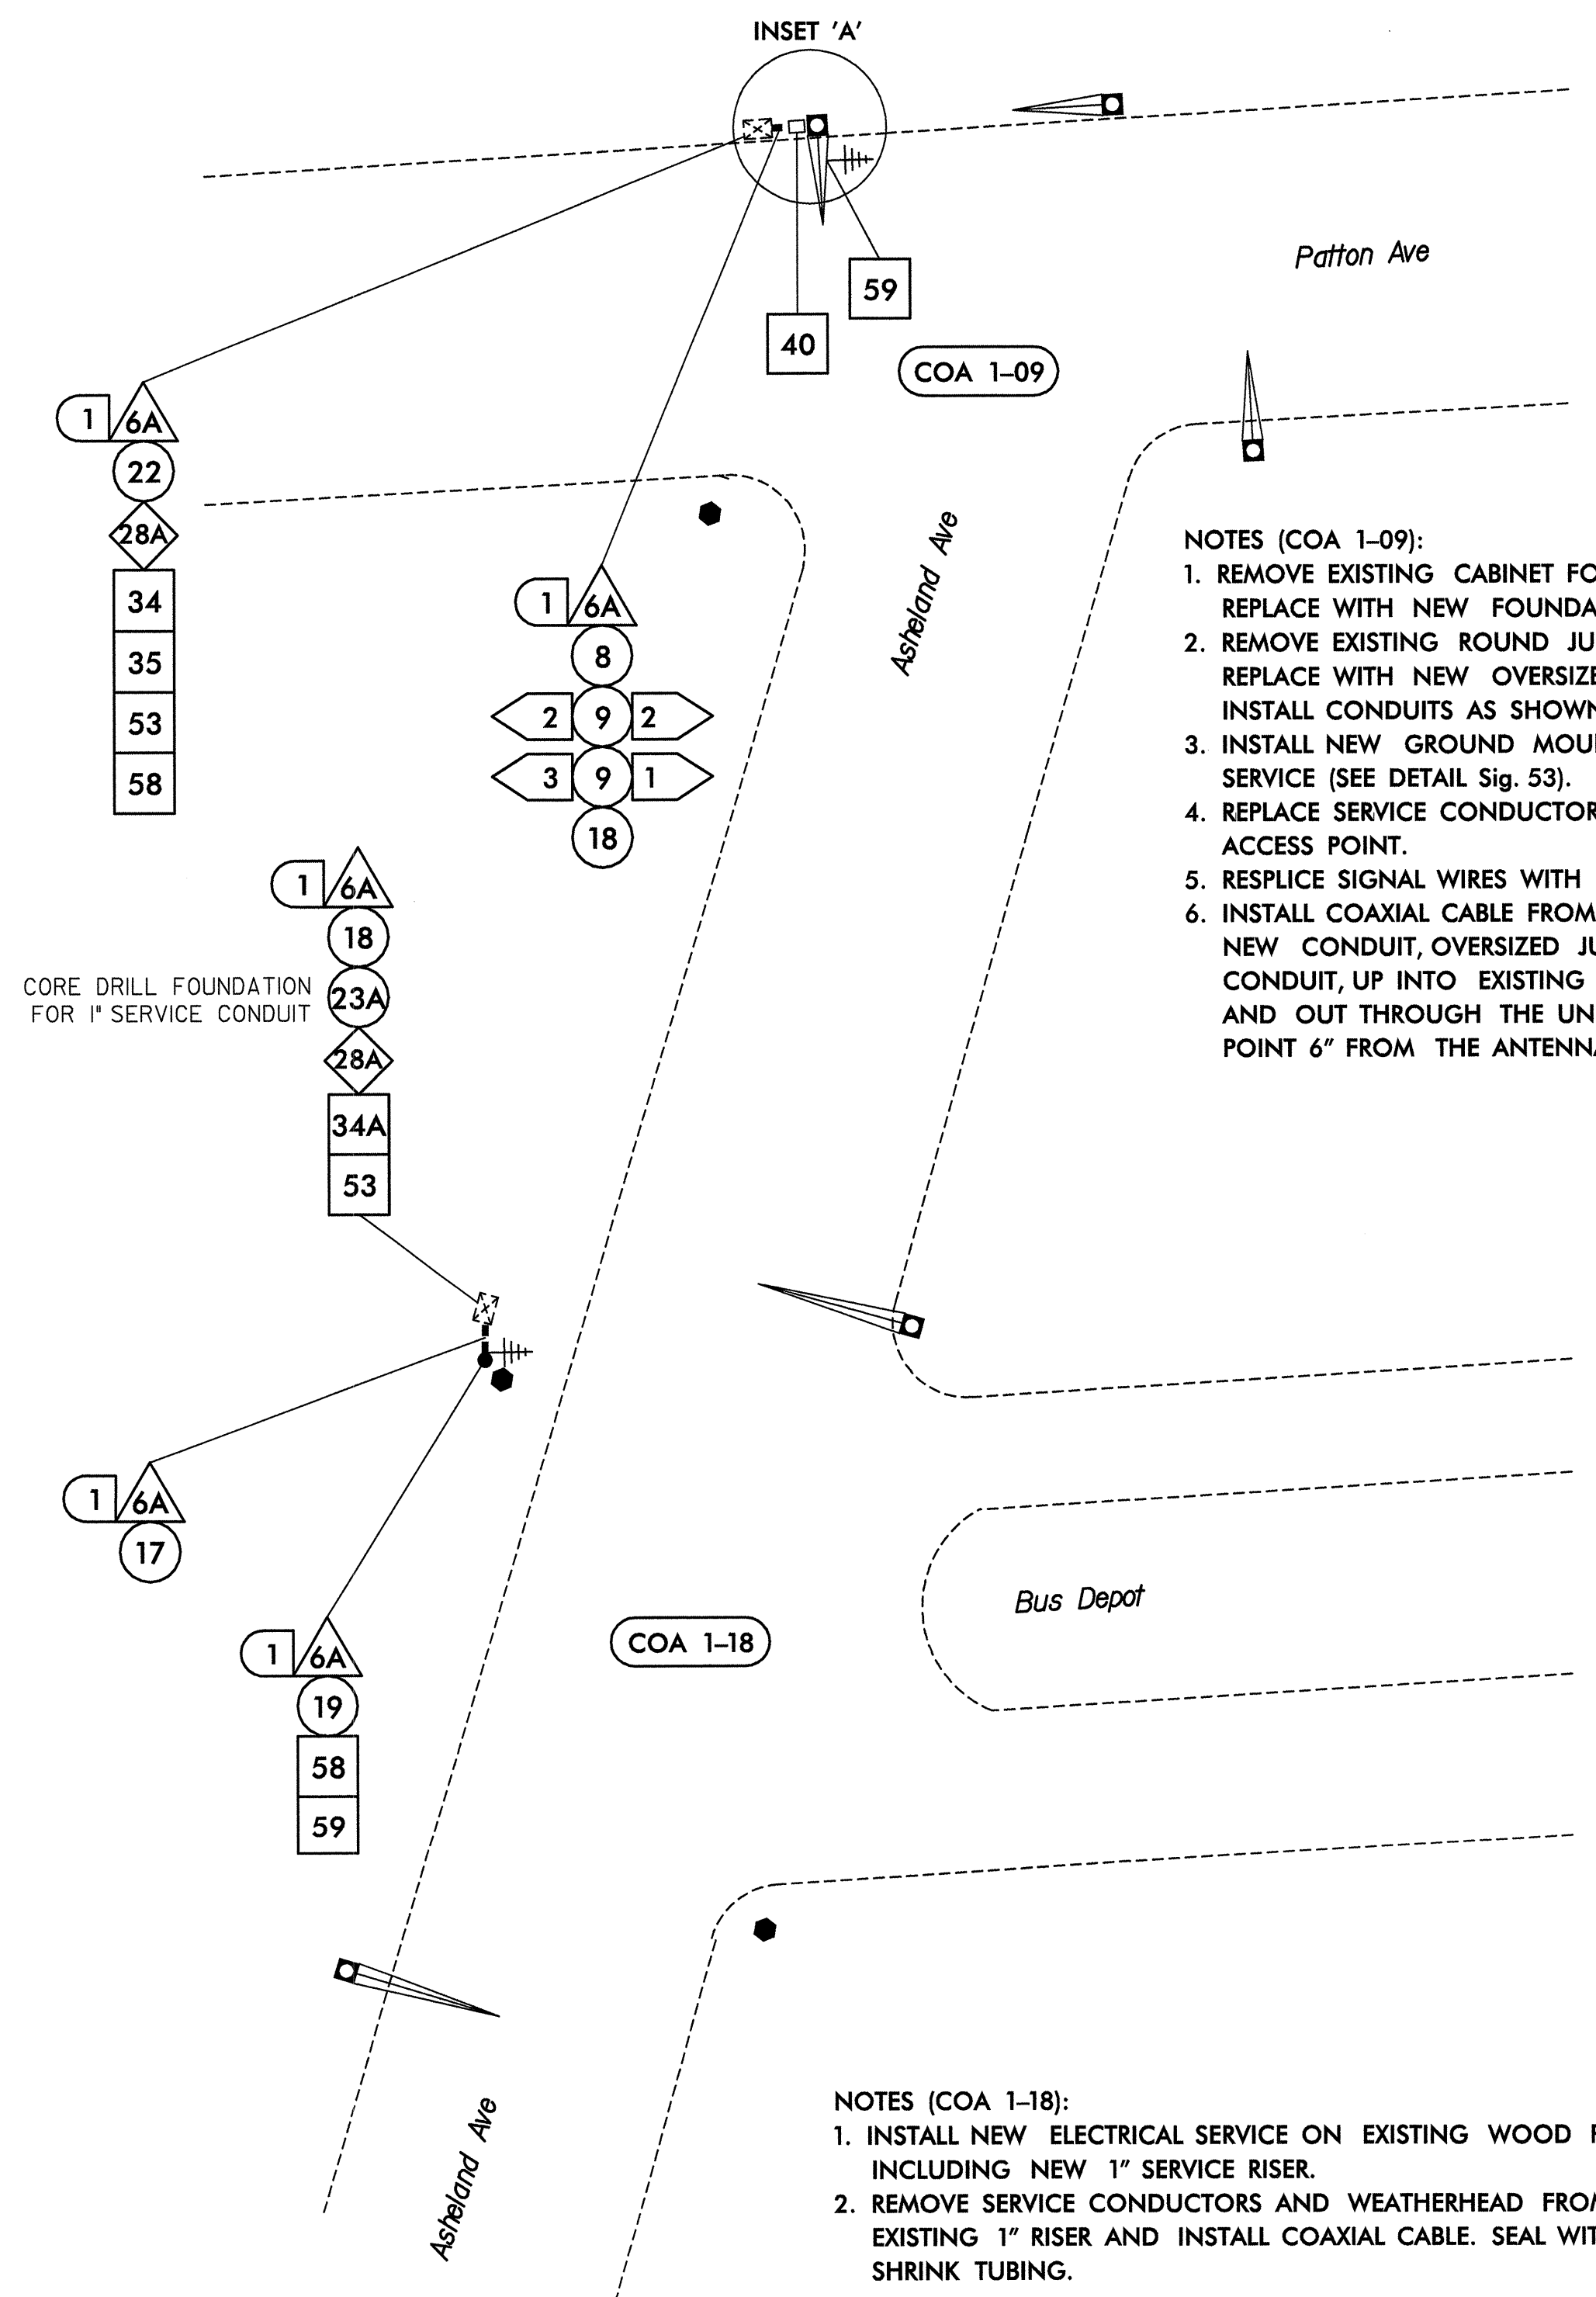 INSET 'A'
Patton Ave
59
40
COA 1–09
1 6A
22
28A
34
35
53
58
1 6A
8
2 9 2
3 9 1
18
Asheland Ave
NOTES (COA 1–09):
1. REMOVE EXISTING CABINET
REPLACE WITH NEW
2. REMOVE EXISTING ROUND
REPLACE WITH NEW
INSTALL CONDUITS AS SHOWN
3. INSTALL NEW GROUND
SERVICE (SEE DETAIL Sig. 53).
4. REPLACE SERVICE CONDUCTOR
ACCESS POINT.
5. RESPLICE SIGNAL WIRES WITH
6. INSTALL COAXIAL CABLE FROM
NEW CONDUIT, OVERSIZED
CONDUIT, UP INTO EXISTING
AND OUT THROUGH THE
POINT 6" FROM THE
1 6A
18
23A
28A
34A
53
CORE DRILL FOUNDATION
FOR 1" SERVICE CONDUIT
1 6A
17
1 6A
19
58
59
COA 1–18
Bus Depot
Asheland Ave
NOTES (COA 1–18):
1. INSTALL NEW ELECTRICAL SERVICE ON EXISTING WOOD
INCLUDING NEW 1" SERVICE RISER.
2. REMOVE SERVICE CONDUCTORS AND WEATHERHEAD
EXISTING 1" RISER AND INSTALL COAXIAL CABLE. SEAL
SHRINK TUBING.